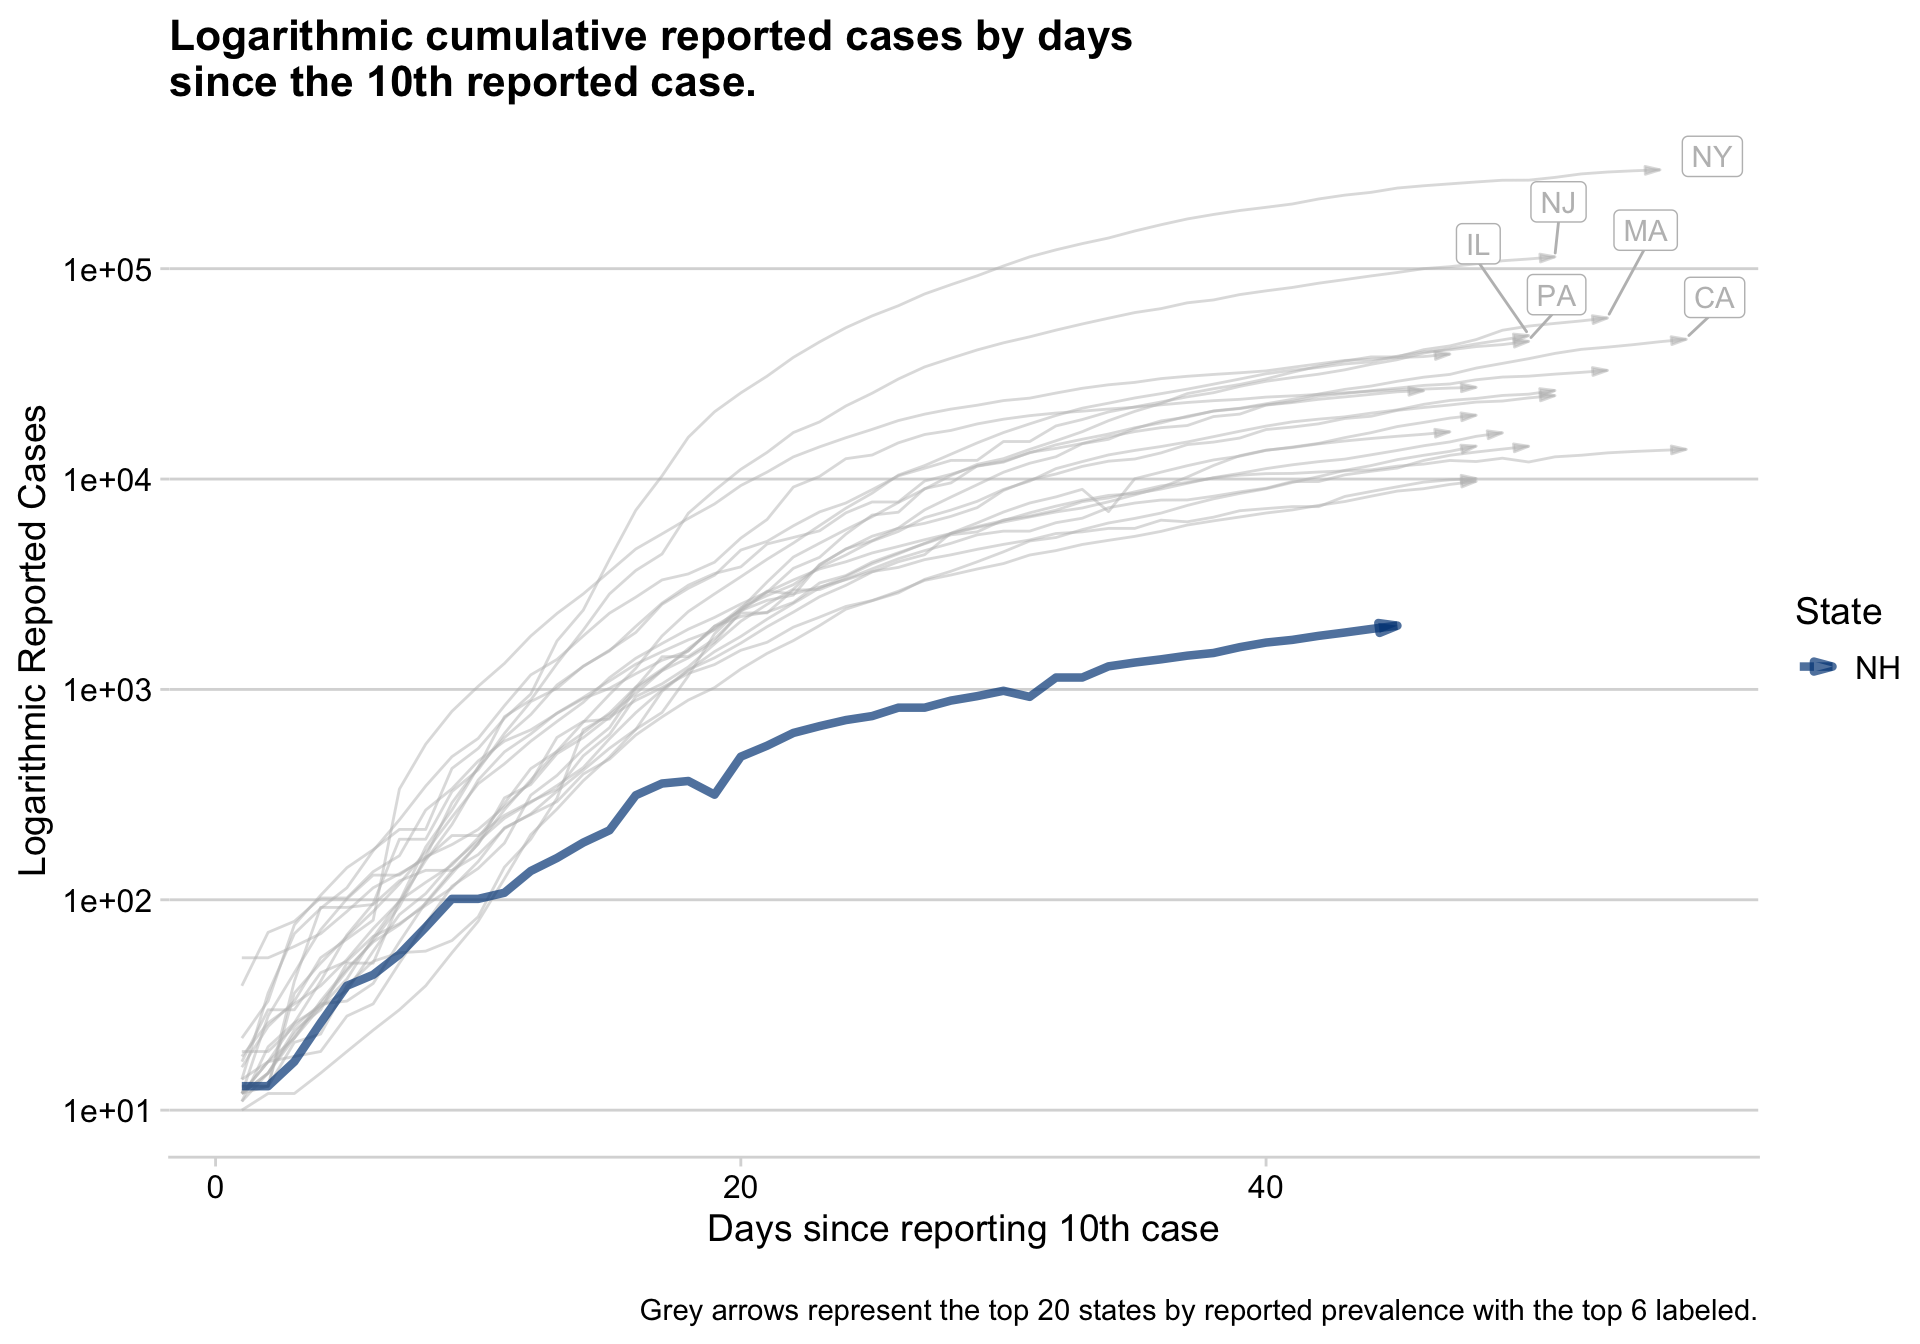 Logarithmic cumulative reported cases by days
since the 10th reported case.
NY
NJ
MA
IL
PA
CA
1e+05
1e+04
1e+03
1e+02
1e+01
Logarithmic Reported Cases
State
NH
0
20
40
Days since reporting 10th case
Grey arrows represent the top 20 states by reported prevalence with the top 6 labeled.